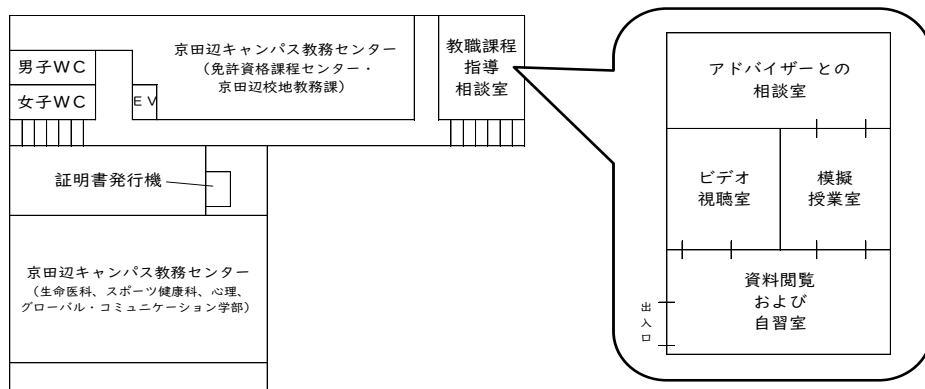 男子WC
女子WC
EV
京田辺キャンパス教務センター
（免許資格課程センター・
京田辺校地教務課）
教職課程
指導
相談室
証明書発行機
京田辺キャンパス教務センター
（生命医科、スポーツ健康科、心理、
グローバル・コミュニケーション学部）
アドバイザーとの
相談室
ビデオ
視聴室
模擬
授業室
資料閲覧
および
自習室
出入口